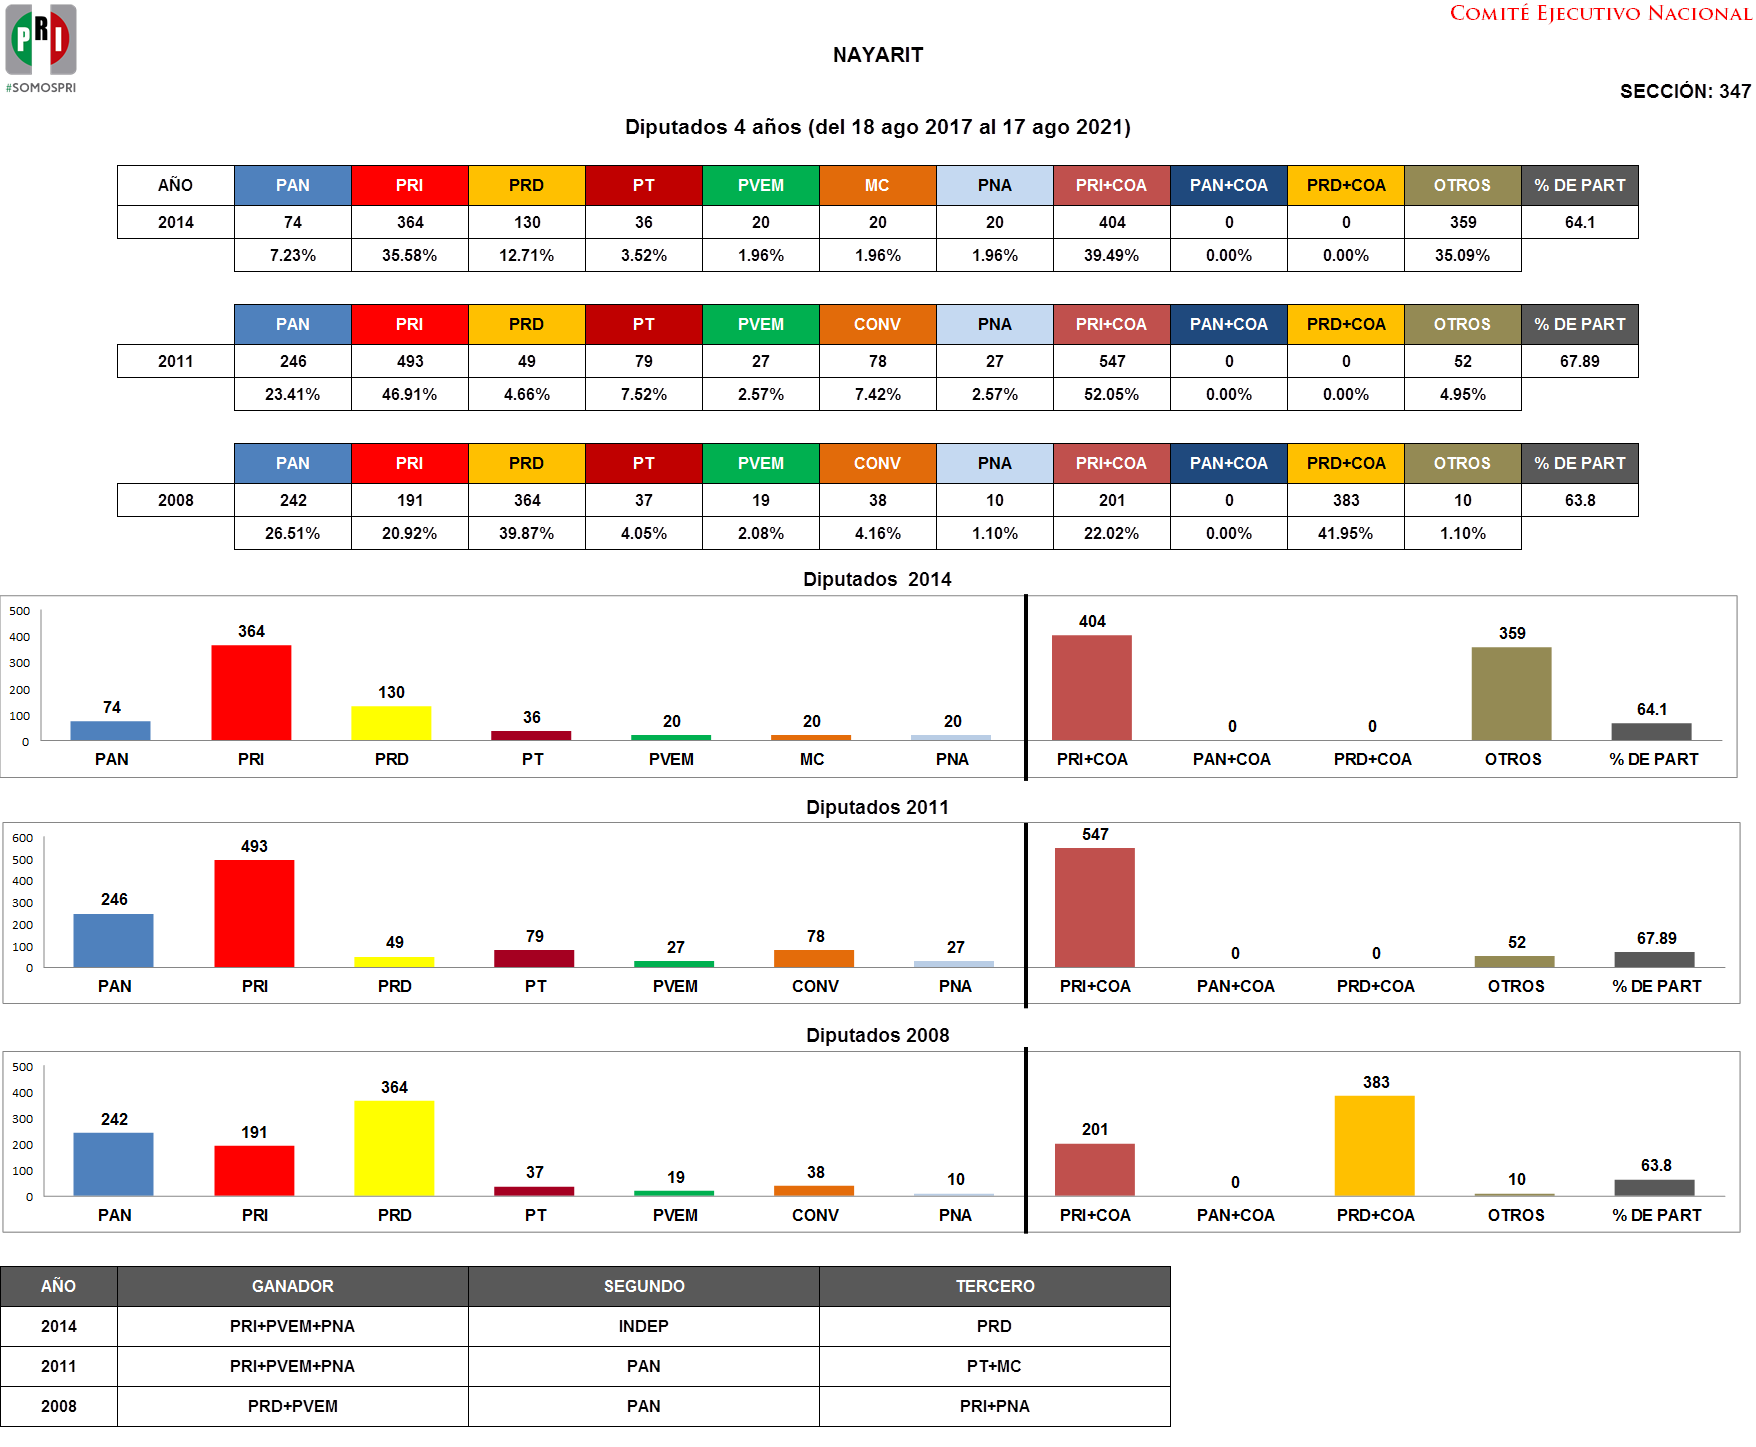 COMITÉ EJECUTIVO NACIONAL
PRI
#SOMOSPRI
NAYARIT
SECCIÓN: 347
Diputados 4 años (del 18 ago 2017 al 17 ago 2021)
AÑO PAN PRI PRD PT PVEM MC PNA PRI+COA PAN+COA PRD+COA OTROS % DE PART
2014 74 364 130 36 20 20 20 404 0 0 359 64.1
7.23% 35.58% 12.71% 3.52% 1.96% 1.96% 1.96% 39.49% 0.00% 0.00% 35.09%
PAN PRI PRD PT PVEM CONV PNA PRI+COA PAN+COA PRD+COA OTROS % DE PART
2011 246 493 49 79 27 78 27 547 0 0 52 67.89
23.41% 46.91% 4.66% 7.52% 2.57% 7.42% 2.57% 52.05% 0.00% 0.00% 4.95%
PAN PRI PRD PT PVEM CONV PNA PRI+COA PAN+COA PRD+COA OTROS % DE PART
2008 242 191 364 37 19 38 10 201 0 383 10 63.8
26.51% 20.92% 39.87% 4.05% 2.08% 4.16% 1.10% 22.02% 0.00% 41.95% 1.10%
Diputados 2014
500
400
300
200
100
0
74 364 130 36 20 20 20 404 0 0 359 64.1
PAN PRI PRD PT PVEM MC PNA PRI+COA PAN+COA PRD+COA OTROS % DE PART
Diputados 2011
600
500
400
300
200
100
0
246 493 49 79 27 78 27 547 0 0 52 67.89
PAN PRI PRD PT PVEM CONV PNA PRI+COA PAN+COA PRD+COA OTROS % DE PART
Diputados 2008
500
400
300
200
100
0
242 191 364 37 19 38 10 201 0 383 10 63.8
PAN PRI PRD PT PVEM CONV PNA PRI+COA PAN+COA PRD+COA OTROS % DE PART
AÑO GANADOR SEGUNDO TERCERO
2014 PRI+PVEM+PNA INDEP PRD
2011 PRI+PVEM+PNA PAN PT+MC
2008 PRD+PVEM PAN PRI+PNA